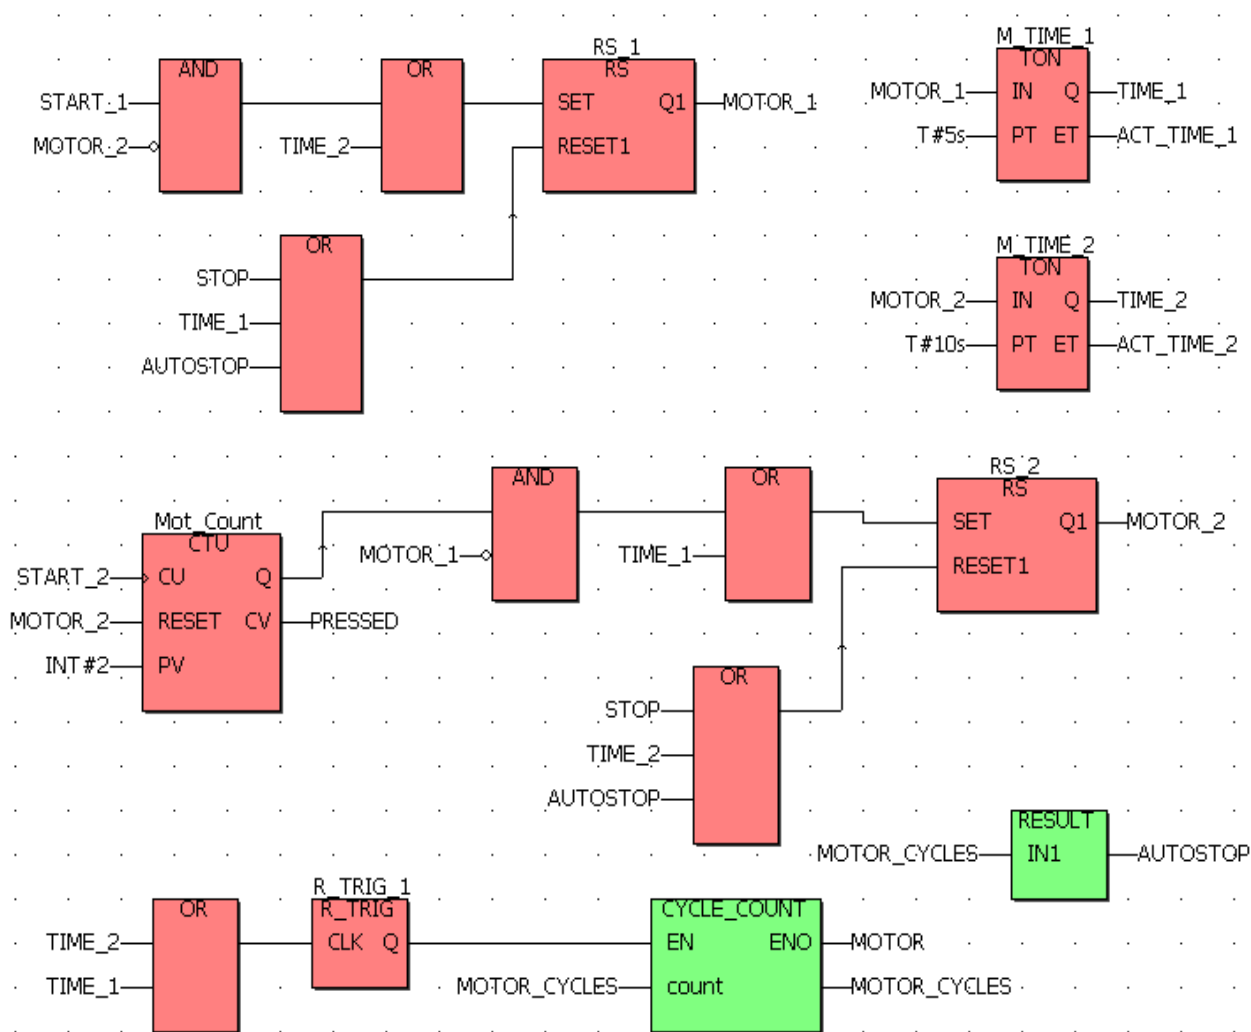 RS_1
AND
OR
RS
START_1
SET
Q1
MOTOR_1
MOTOR_2
TIME_2
RESET1
OR
STOP
TIME_1
AUTOSTOP
M_TIME_1
TON
MOTOR_1
IN
Q
TIME_1
T#5s
PT
ET
ACT_TIME_1
M_TIME_2
TON
MOTOR_2
IN
Q
TIME_2
T#10s
PT
ET
ACT_TIME_2
Mot_Count
CTU
START_2
CU
Q
MOTOR_2
RESET
CV
PRESSED
INT#2
PV
AND
MOTOR_1
OR
TIME_1
RS_2
RS
SET
Q1
MOTOR_2
RESET1
OR
STOP
TIME_2
AUTOSTOP
RESULT
MOTOR_CYCLES
IN1
AUTOSTOP
OR
TIME_2
TIME_1
R_TRIG_1
R_TRIG
CLK
Q
CYCLE_COUNT
EN
ENO
MOTOR
MOTOR_CYCLES
count
MOTOR_CYCLES